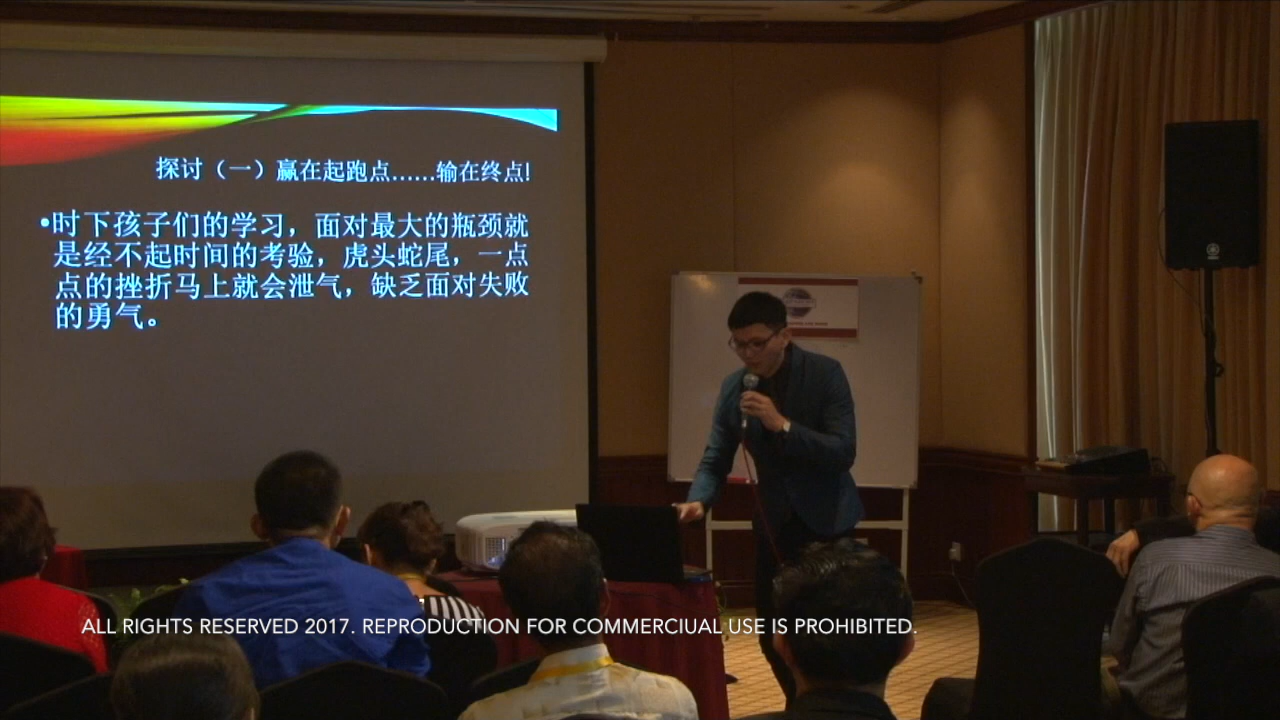 探讨（一）赢在起跑点……输在终点!
•时下孩子们的学习，面对最大的瓶颈就
是经不起时间的考验，虎头蛇尾，一点
点的挫折马上就会泄气，缺乏面对失败
的勇气。
ALL RIGHTS RESERVED 2017. REPRODUCTION FOR COMMERCIUAL USE IS PROHIBITED.